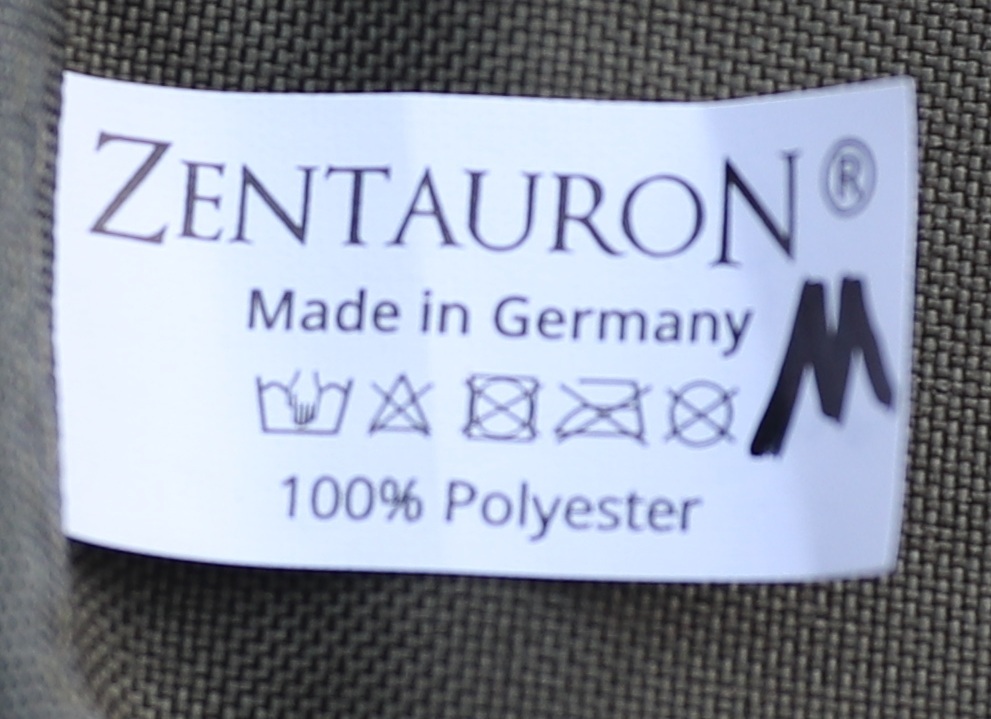 ZENTAURON®
Made in Germany
M
100% Polyester